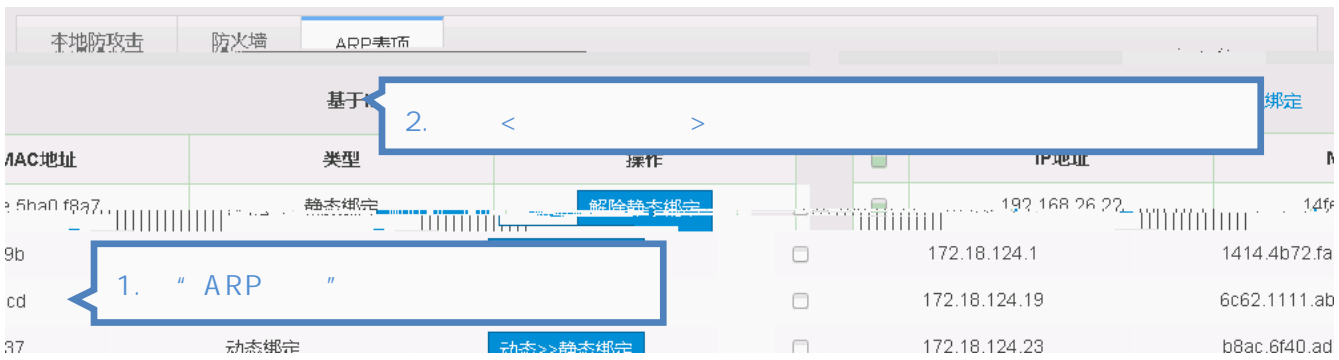 本地防攻击 防火墙 ARP表项
基于 绑定
2. < >
MAC地址 类型 操作 IP地址
e.5ba0.f8a7 静态绑定 解除静态绑定 192.168.26.22 14fe
9b 172.18.124.1 1414.4b72.fa
1. “ ARP ”
cd 172.18.124.19 6c62.1111.ab
37 动态绑定 动态>>静态绑定 172.18.124.23 b8ac.6f40.ad